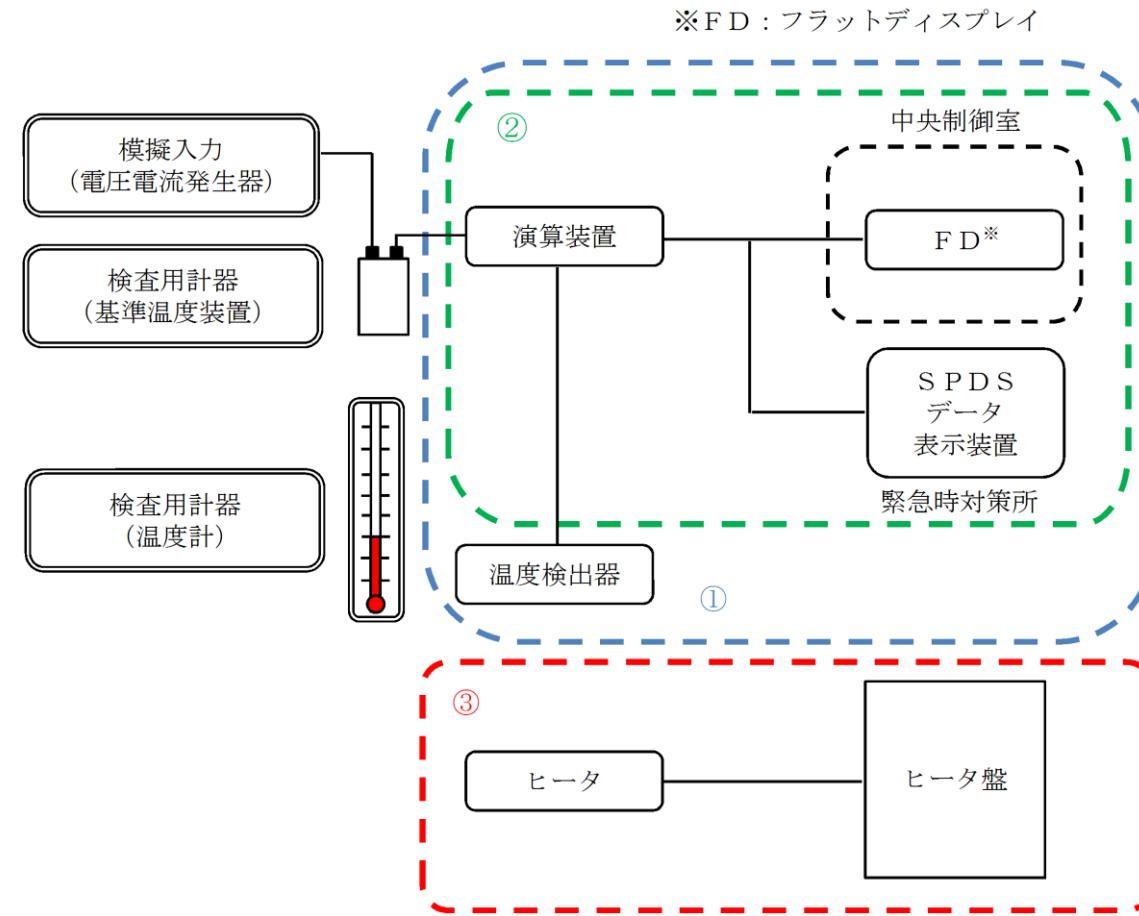 ※ＦＤ：フラットディスプレイ
②
中央制御室
模擬入力
（電圧電流発生器）
演算装置
ＦＤ※
検査用計器
（基準温度装置）
ＳＰＤＳ
データ
表示装置
緊急時対策所
検査用計器
（温度計）
温度検出器
①
③
ヒータ
ヒータ盤